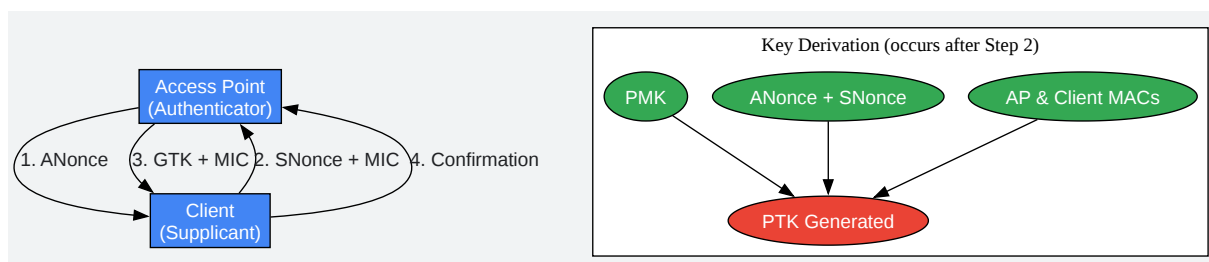 Access Point
(Authenticator)
1. ANonce
3. GTK + MIC
2. SNonce + MIC
4. Confirmation
Client
(Supplicant)
Key Derivation (occurs after Step 2)
PMK
ANonce + SNonce
AP & Client MACs
PTK Generated